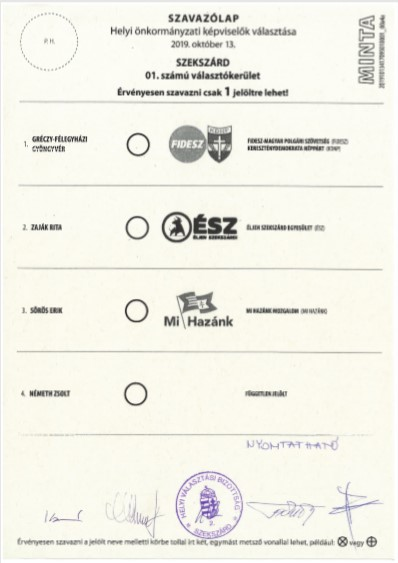 P. H.
SZAVAZÓLAP
Helyi önkormányzati képviselők választása
2019. október 13.
SZEKSZÁRD
01. számú választókerület
Érvényesen szavazni csak 1 jelöltre lehet!
MINTA
1. GRÉCZY-FÉLEGYHÁZI
GYÖNGYVÉR
FIDESZ
KDNP
FIDESZ-MAGYAR POLGÁRI SZÖVETSÉG (FIDESZ)
KERESZTÉNYDEMOKRATA NÉPPÁRT (KDNP)
2. ZAJÁK RITA
ÉSZ
ÉLJEN SZEKSZÁRD!
ÉLJEN SZEKSZÁRD EGYESÜLET (ÉSZ)
3. SÖRÖS ERIK
Mi Hazánk
MI HAZÁNK MOZGALOM (MI HAZÁNK)
4. NÉMETH ZSOLT
FÜGGETLEN JELÖLT
NYOMTATHATÓ
HELYI VÁLASZTÁSI BIZOTTSÁG
SZEKSZÁRD
Érvényesen szavazni a jelölt neve melletti körbe tollal írt két, egymást metsző vonallal lehet, például: vagy